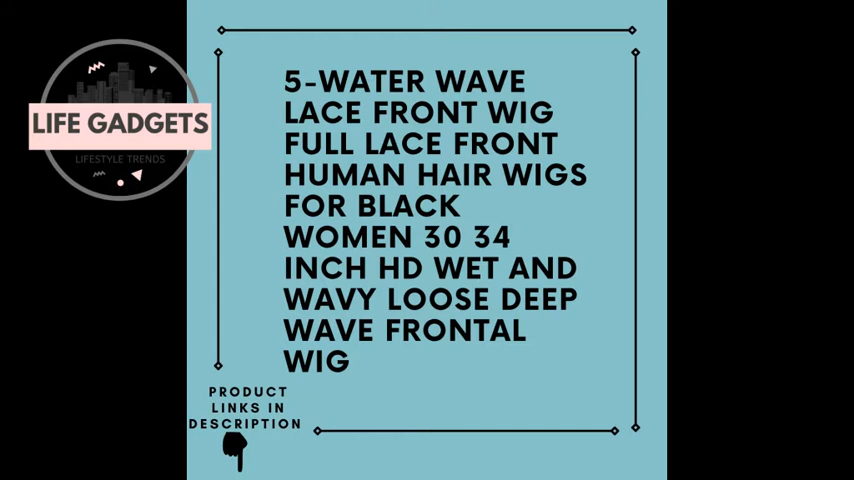 LIFE GADGETS
LIFESTYLE TRENDS
5-WATER WAVE
LACE FRONT WIG
FULL LACE FRONT
HUMAN HAIR WIGS
FOR BLACK
WOMEN 30 34
INCH HD WET AND
WAVY LOOSE DEEP
WAVE FRONTAL
WIG
PRODUCT
LINKS IN
DESCRIPTION